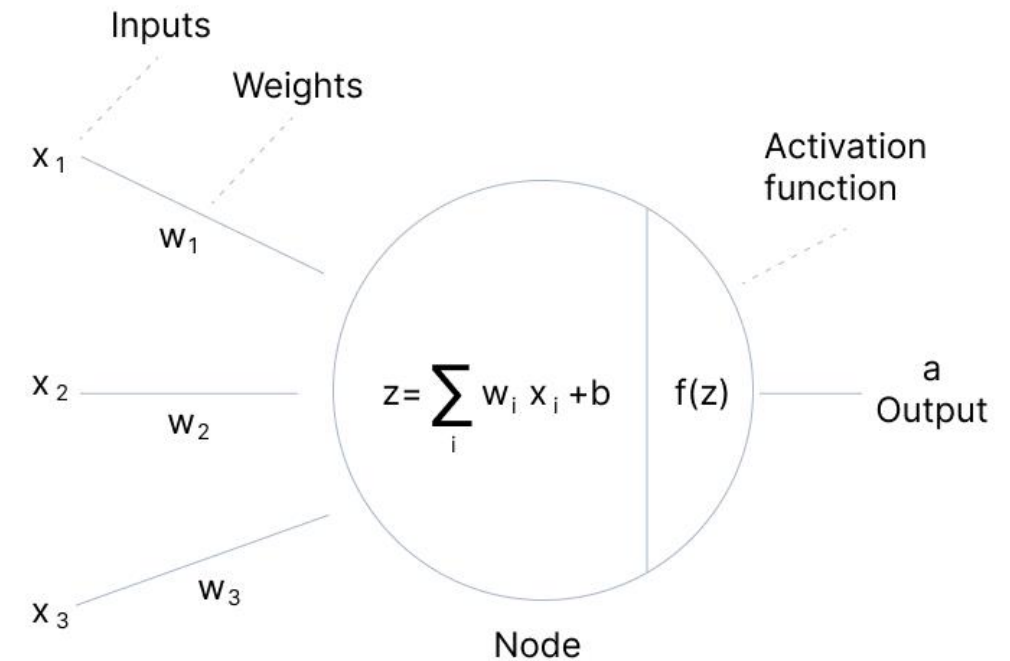 Inputs
Weights
Activation
function
x₁
w₁
x₂
w₂
z= ∑ wᵢ xᵢ +b
i
f(z)
a
Output
x₃
w₃
Node